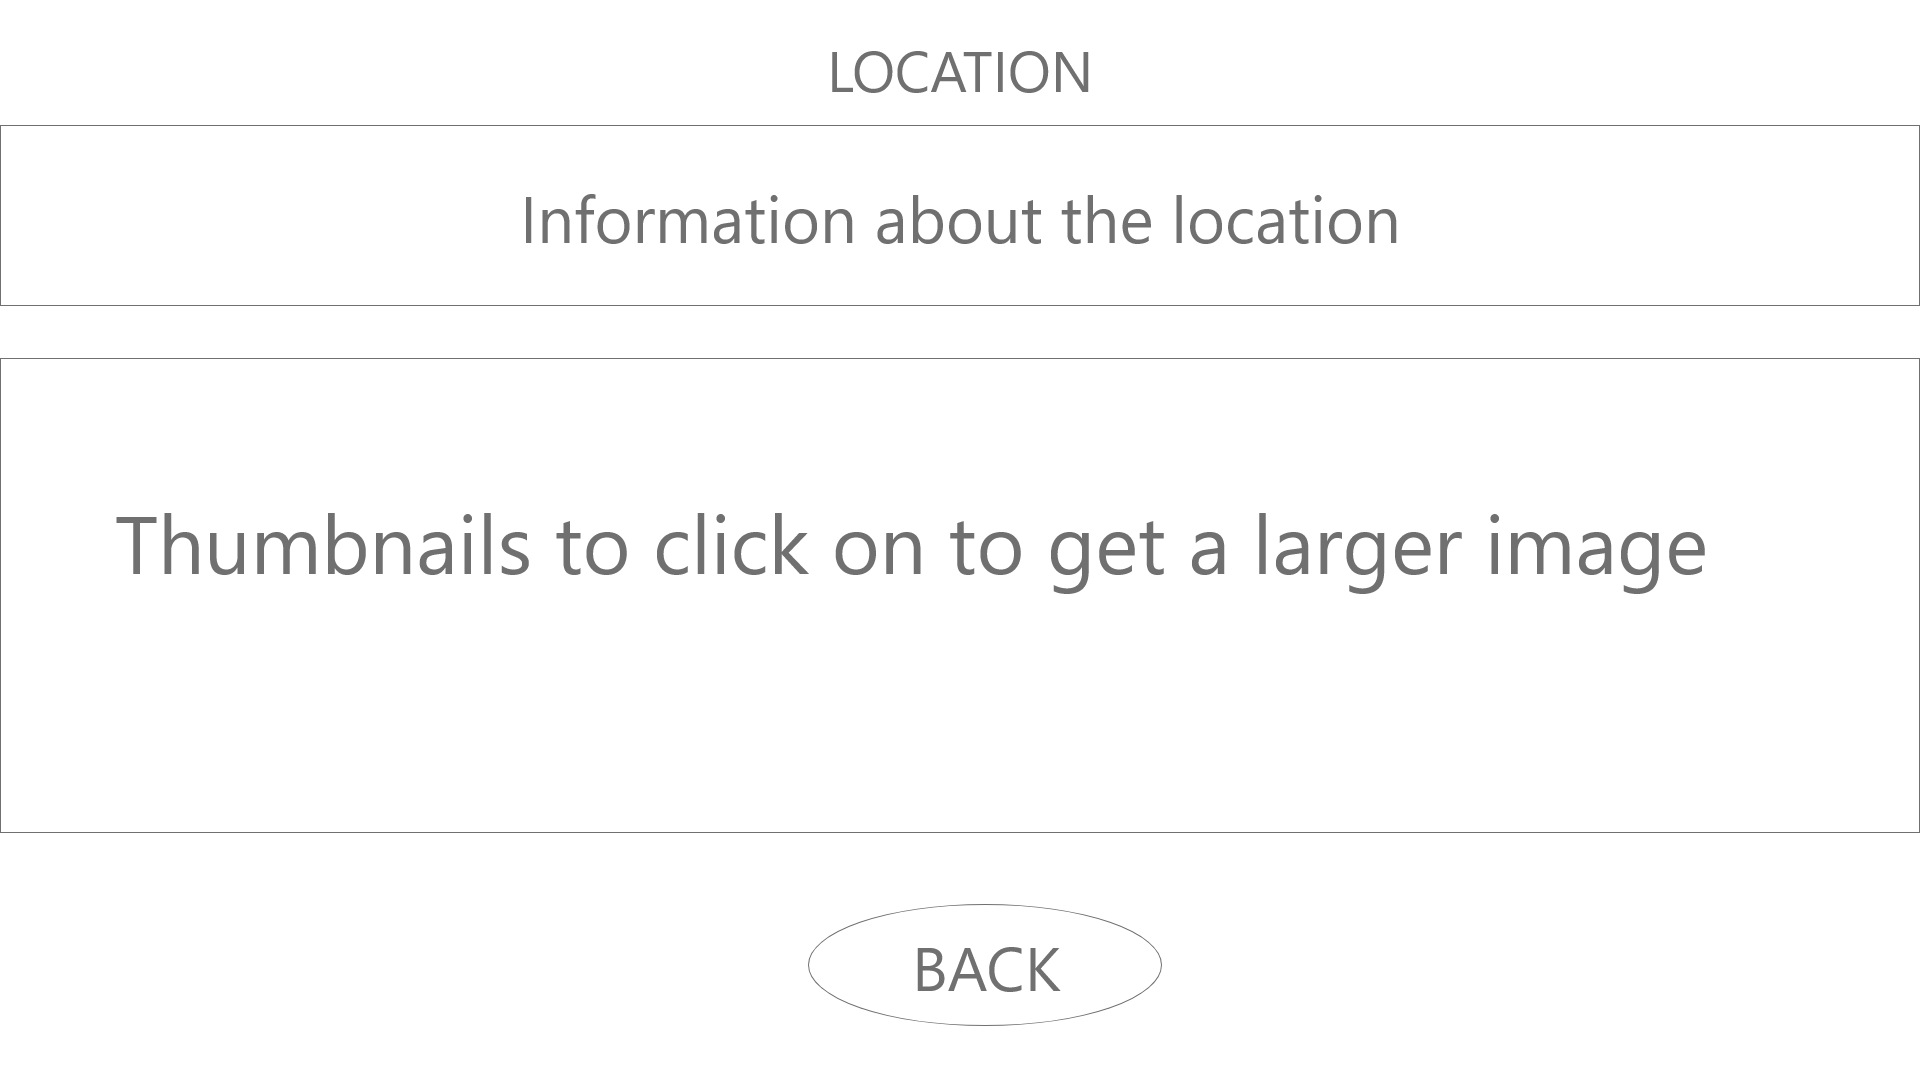 LOCATION
Information about the location
Thumbnails to click on to get a larger image
BACK